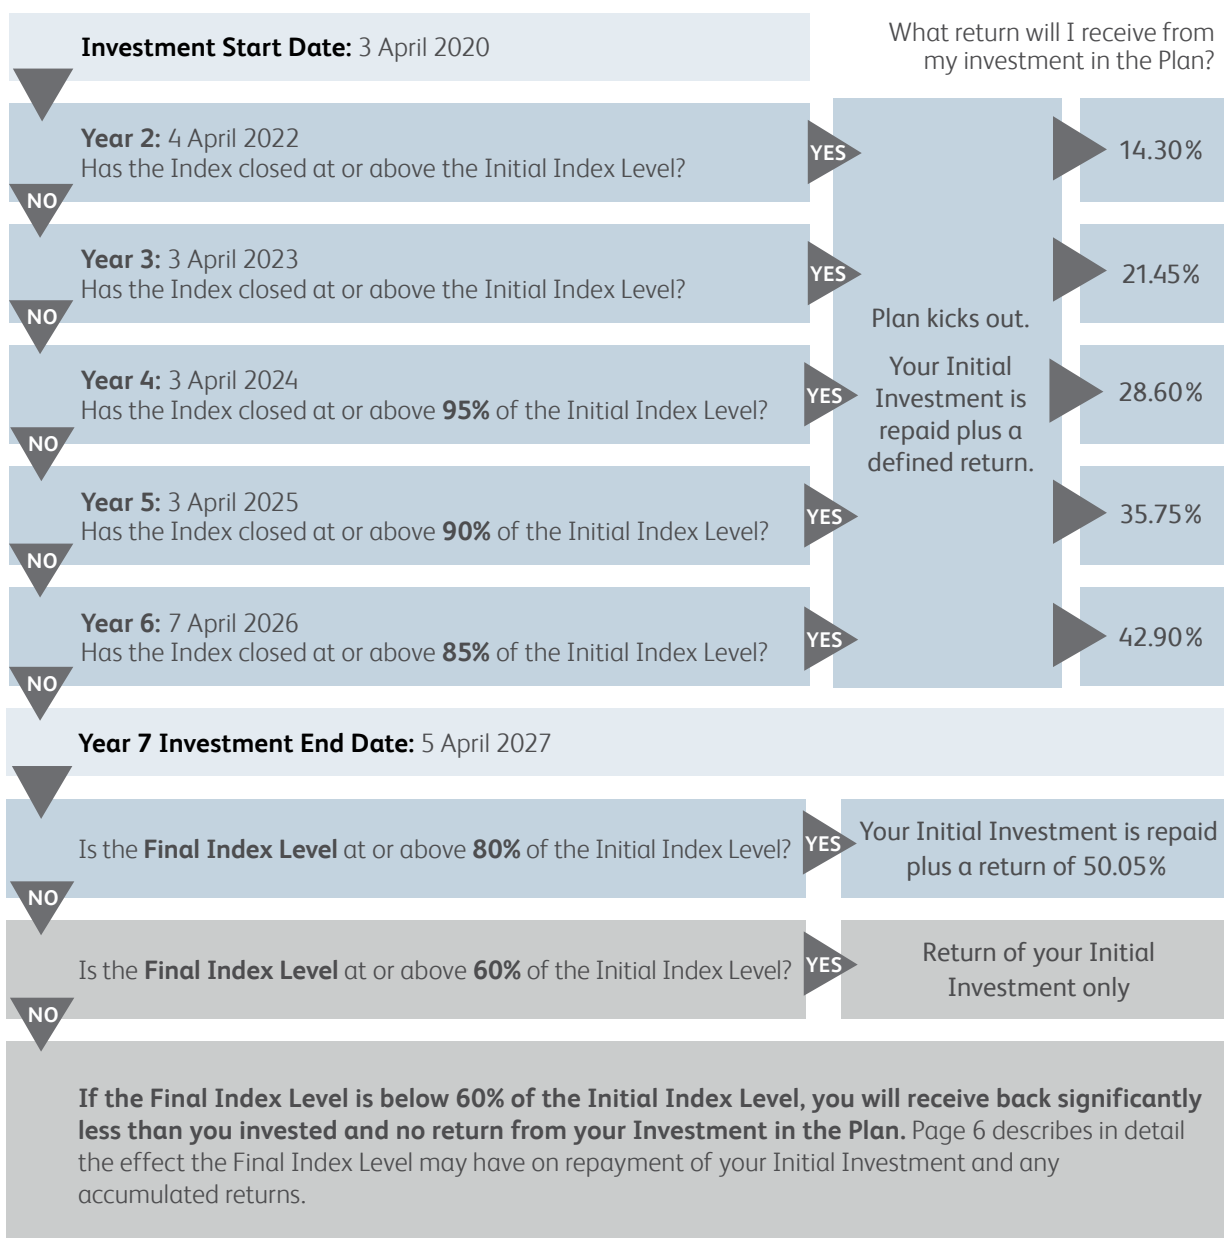 What return will I receive from
my investment in the Plan?
Investment Start Date: 3 April 2020
Year 2: 4 April 2022
Has the Index closed at or above the Initial Index Level?
YES
14.30%
NO
Year 3: 3 April 2023
Has the Index closed at or above the Initial Index Level?
YES
21.45%
NO
Plan kicks out.
Your Initial
Investment is
repaid plus a
defined return.
Year 4: 3 April 2024
Has the Index closed at or above 95% of the Initial Index Level?
YES
28.60%
NO
Year 5: 3 April 2025
Has the Index closed at or above 90% of the Initial Index Level?
YES
35.75%
NO
Year 6: 7 April 2026
Has the Index closed at or above 85% of the Initial Index Level?
YES
42.90%
NO
Year 7 Investment End Date: 5 April 2027
Is the Final Index Level at or above 80% of the Initial Index Level?
YES
Your Initial Investment is repaid
plus a return of 50.05%
NO
Is the Final Index Level at or above 60% of the Initial Index Level?
YES
Return of your Initial
Investment only
NO
If the Final Index Level is below 60% of the Initial Index Level, you will receive back significantly
less than you invested and no return from your Investment in the Plan. Page 6 describes in detail
the effect the Final Index Level may have on repayment of your Initial Investment and any
accumulated returns.